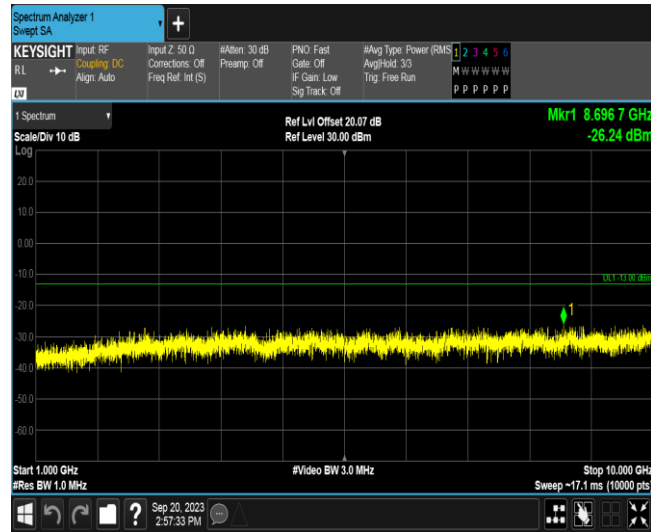 Spectrum Analyzer 1
Swept SA
+
KEYSIGHT
RL
LXI
Input: RF
Coupling: DC
Align: Auto
Input Z: 50 Ω
Corrections: Off
Freq Ref: Int (S)
#Atten: 30 dB
Preamp: Off
PNO: Fast
Gate: Off
IF Gain: Low
Sig Track: Off
#Avg Type: Power (RMS
Avg|Hold: 3/3
Trig: Free Run
1 2 3 4 5 6
M W W W W W
P P P P P P
1 Spectrum
Scale/Div 10 dB
Ref Lvl Offset 20.07 dB
Ref Level 30.00 dBm
Mkr1 8.696 7 GHz
-26.24 dBm
Log
20.0
10.0
0.00
-10.0
DL1 -13.00 dBm
-20.0
1
-30.0
-40.0
-50.0
-60.0
Start 1.000 GHz
#Video BW 3.0 MHz
Stop 10.000 GHz
#Res BW 1.0 MHz
Sweep ~17.1 ms (10000 pts)
?
Sep 20, 2023
2:57:33 PM